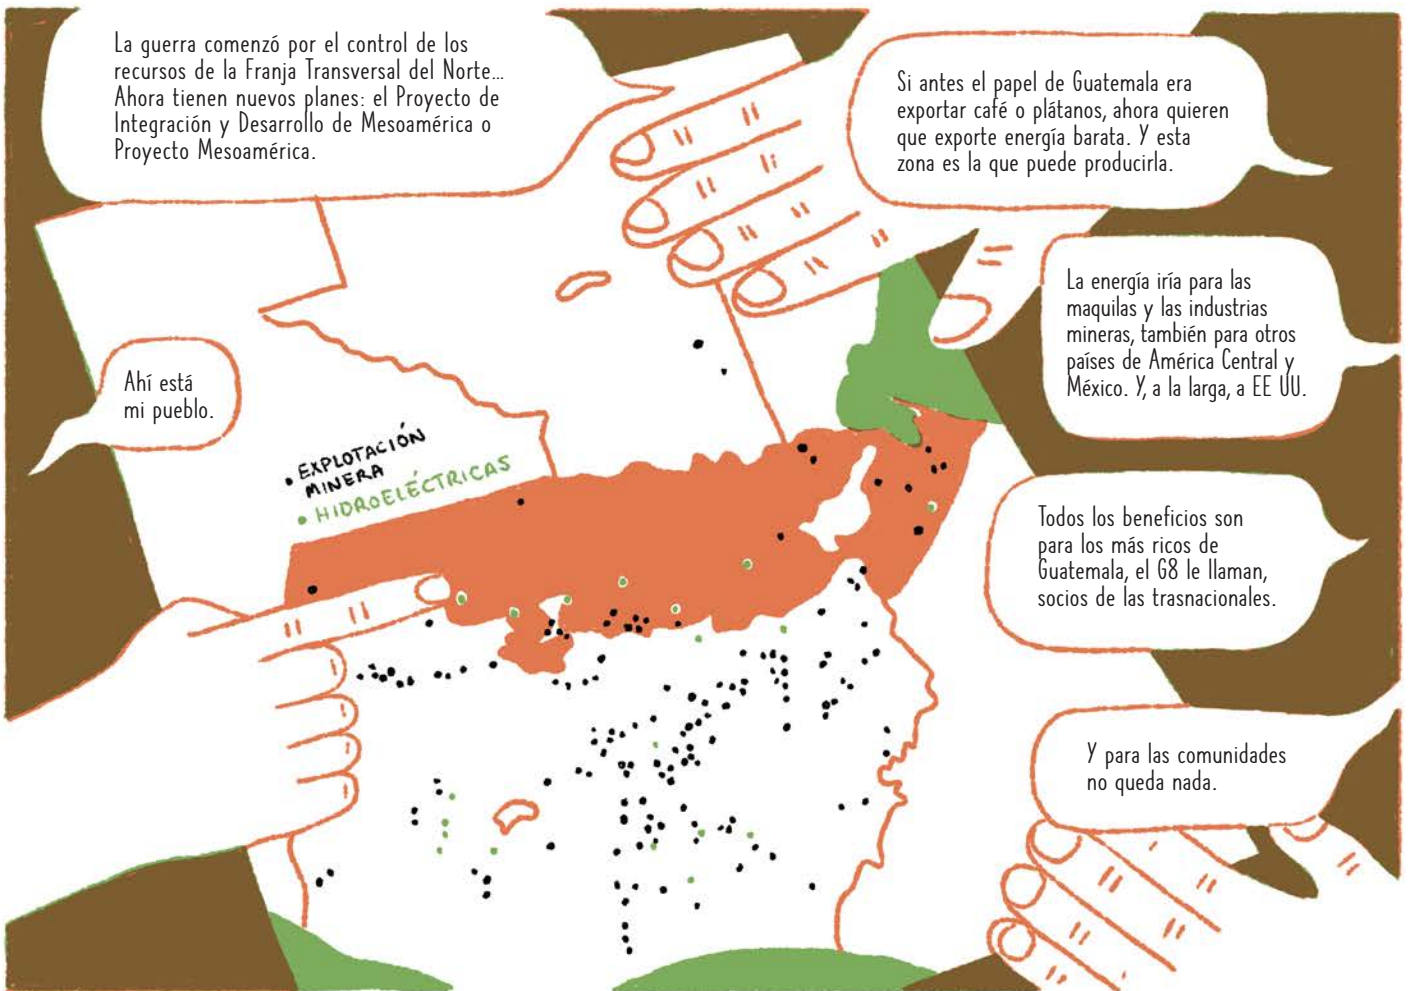 La guerra comenzó por el control de los
recursos de la Franja Transversal del Norte...
Ahora tienen nuevos planes: el Proyecto de
Integración y Desarrollo de Mesoamérica o
Proyecto Mesoamérica.
Si antes el papel de Guatemala era
exportar café o plátanos, ahora quieren
que exporte energía barata. Y esta
zona es la que puede producirla.
La energía iría para las
maquilas y las industrias
mineras, también para otros
países de América Central y
México. Y, a la larga, a EE UU.
Ahí está
mi pueblo.
EXPLOTACIÓN
MINERA
HIDROELÉCTRICAS
Todos los beneficios son
para los más ricos de
Guatemala, el G8 le llaman,
socios de las trasnacionales.
Y para las comunidades
no queda nada.